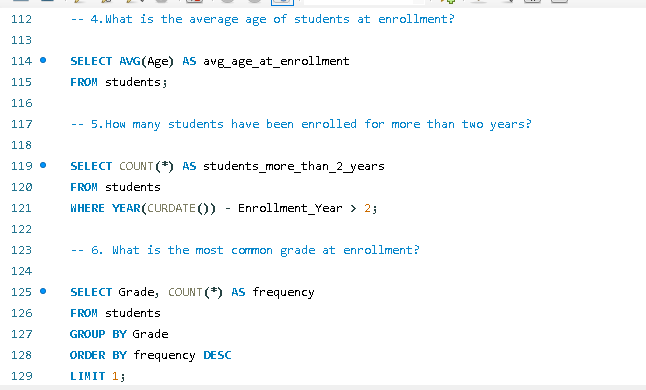 112 -- 4.What is the average age of students at enrollment?
113
114 SELECT AVG(Age) AS avg_age_at_enrollment
115 FROM students;
116
117 -- 5.How many students have been enrolled for more than two years?
118
119 SELECT COUNT(*) AS students_more_than_2_years
120 FROM students
121 WHERE YEAR(CURDATE()) - Enrollment_Year > 2;
122
123 -- 6. What is the most common grade at enrollment?
124
125 SELECT Grade, COUNT(*) AS frequency
126 FROM students
127 GROUP BY Grade
128 ORDER BY frequency DESC
129 LIMIT 1;